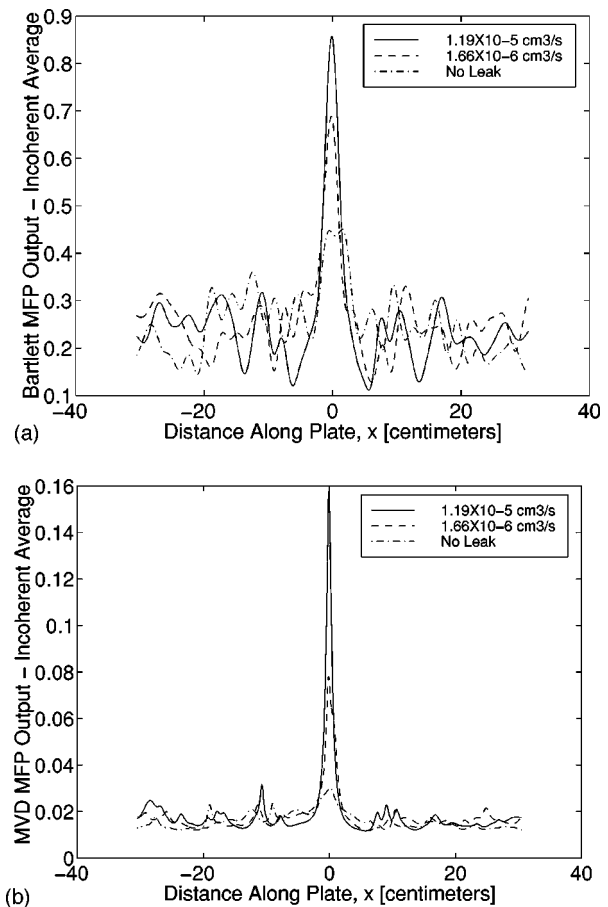 0.9
0.8
0.7
0.6
0.5
0.4
0.3
0.2
0.1
Bartlett MFP Output − Incoherent Average
1.19X10−5 cm3/s
1.66X10−6 cm3/s
No Leak
−40
−20
0
20
40
(a)
Distance Along Plate, x [centimeters]
0.16
0.14
0.12
0.1
0.08
0.06
0.04
0.02
0
MVD MFP Output − Incoherent Average
1.19X10−5 cm3/s
1.66X10−6 cm3/s
No Leak
−40
−20
0
20
40
(b)
Distance Along Plate, x [centimeters]